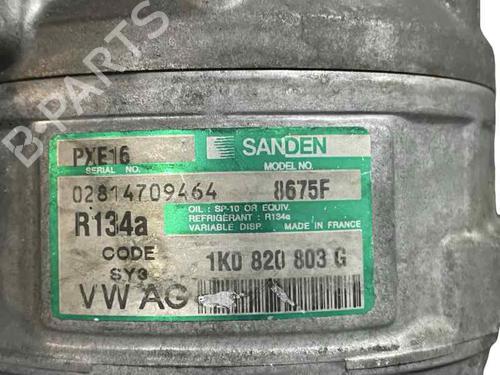 B-PARTS
PXE16 SANDEN
SERIAL NO. MODEL NO.
02814709464 8675F
R134a
OIL : SP-10 OR EQUIV.
REFRIGERANT : R134a
VARIABLE DISP. MADE IN FRANCE
CODE
SY3
1K0 820 803 G
VW AG